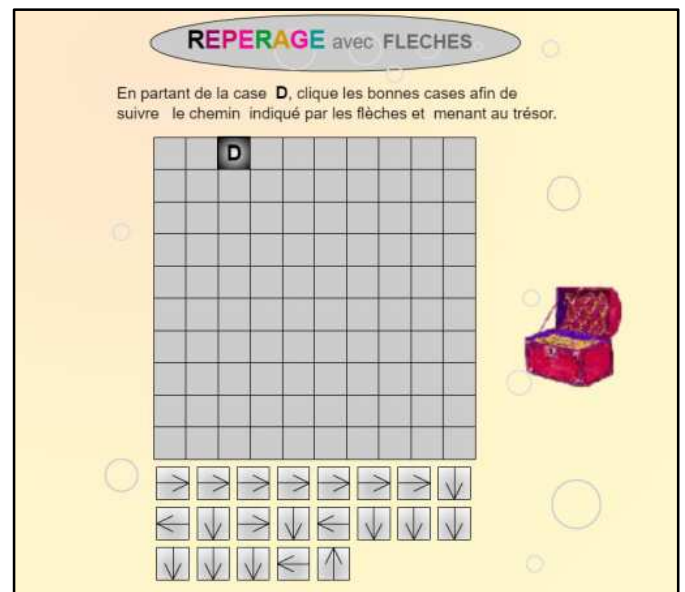 REPERAGE avec FLECHES
En partant de la case D, clique les bonnes cases afin de
suivre le chemin indiqué par les flèches et menant au trésor.
D